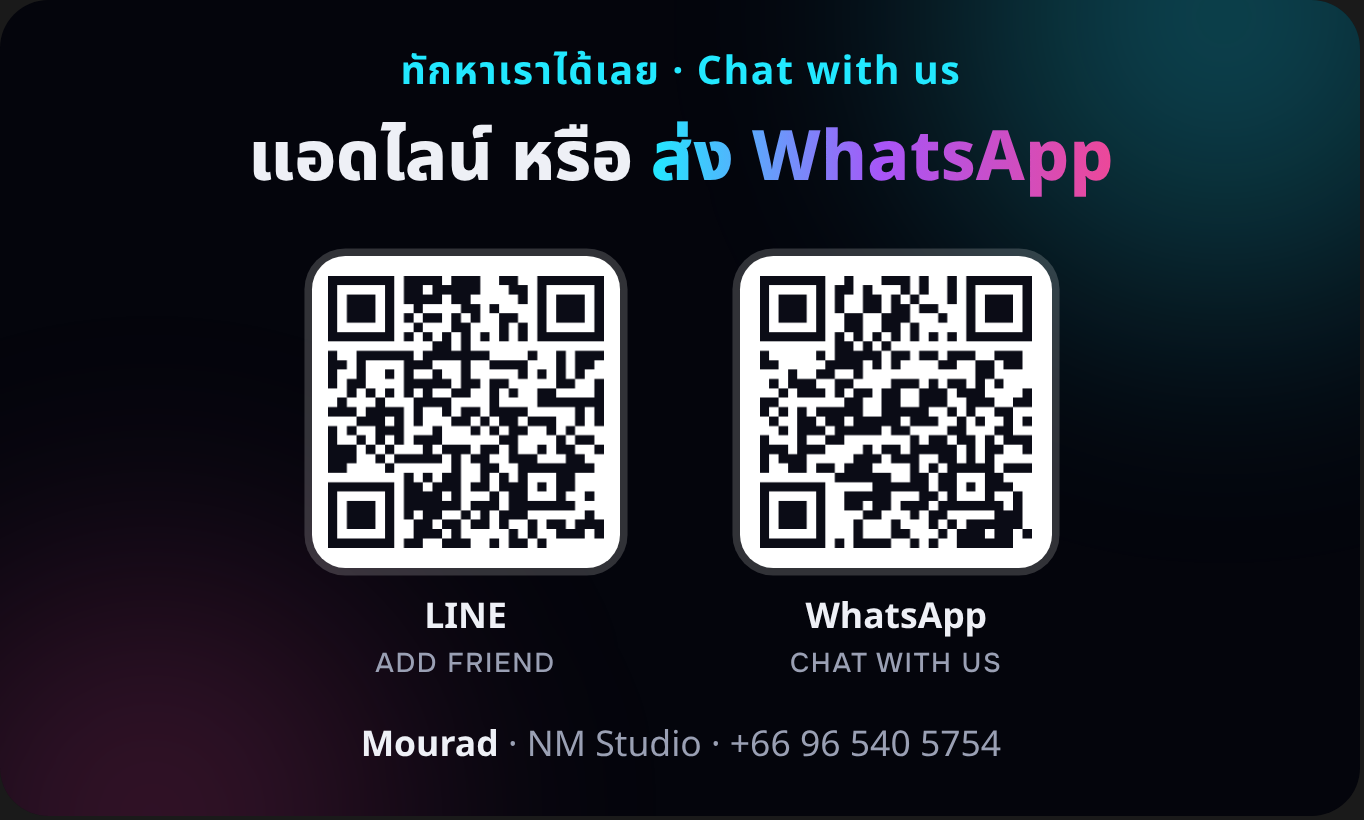 ทักหาเราได้เลย · Chat with us
แอดไลน์ หรือ ส่ง WhatsApp
LINE
ADD FRIEND
WhatsApp
CHAT WITH US
Mourad · NM Studio · +66 96 540 5754